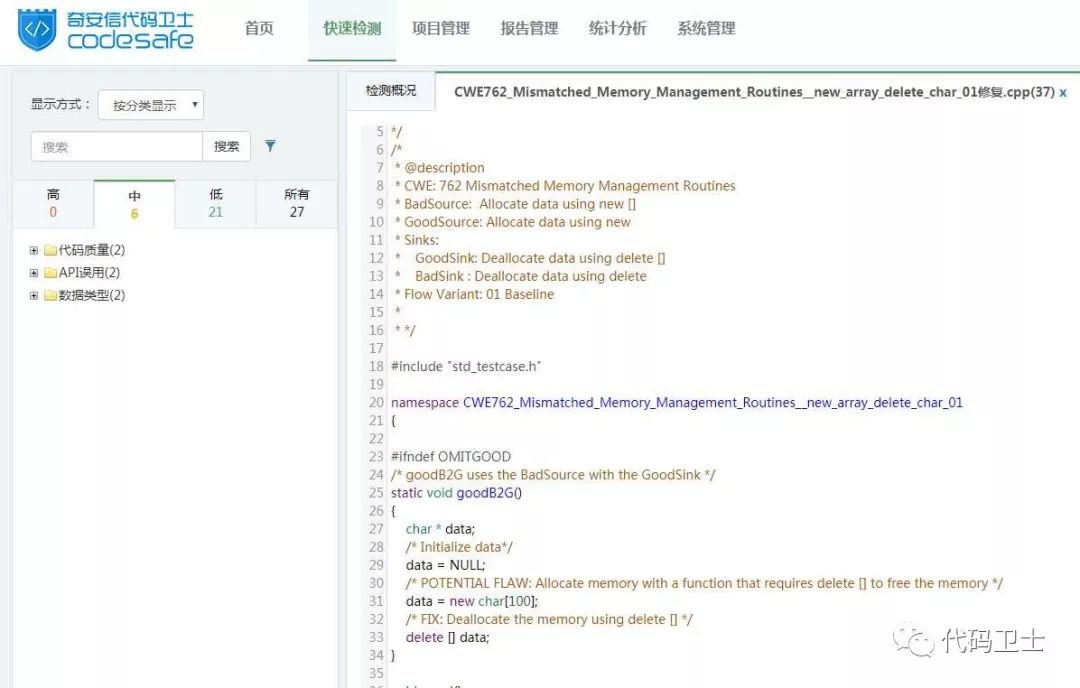 奇安信代码卫士
codesafe
首页 快速检测 项目管理 报告管理 统计分析 系统管理
显示方式： 按分类显示
搜索 搜索
高 中 低 所有
0 6 21 27
代码质量(2)
API误用(2)
数据类型(2)
检测概况 CWE762_Mismatched_Memory_Management_Routines__new_array_delete_char_01修复.cpp(37) x
5 */
6 /*
7 * @description
8 * CWE: 762 Mismatched Memory Management Routines
9 * BadSource:  Allocate data using new []
10 * GoodSource: Allocate data using new
11 * Sinks:
12 *    GoodSink: Deallocate data using delete []
13 *    BadSink : Deallocate data using delete
14 * Flow Variant: 01 Baseline
15 *
16 * */
17
18 #include "std_testcase.h"
19
20 namespace CWE762_Mismatched_Memory_Management_Routines__new_array_delete_char_01
21 {
22
23 #ifndef OMITGOOD
24 /* goodB2G uses the BadSource with the GoodSink */
25 static void goodB2G()
26 {
27 char * data;
28 /* Initialize data*/
29 data = NULL;
30 /* POTENTIAL FLAW: Allocate memory with a function that requires delete [] to free the memory */
31 data = new char[100];
32 /* FIX: Deallocate the memory using delete [] */
33 delete [] data;
34 }
35
代码卫士